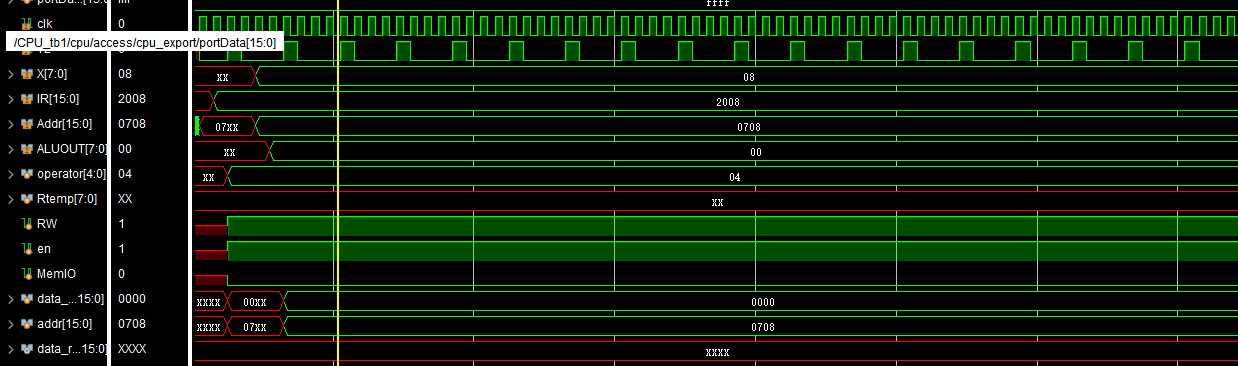 ffff
clk 0
/CPU_tb1/cpu/access/cpu_export/portData[15:0]
X[7:0] 08 XX 08
IR[15:0] 2008 2008
Addr[15:0] 0708 07XX 0708
ALUOUT[7:0] 00 XX 00
operator[4:0] 04 XX 04
Rtemp[7:0] XX XX
RW 1
en 1
MemIO 0
data_...15:0] 0000 XXXX 00XX 0000
addr[15:0] 0708 XXXX 07XX 0708
data_r...15:0] XXXX XXXX